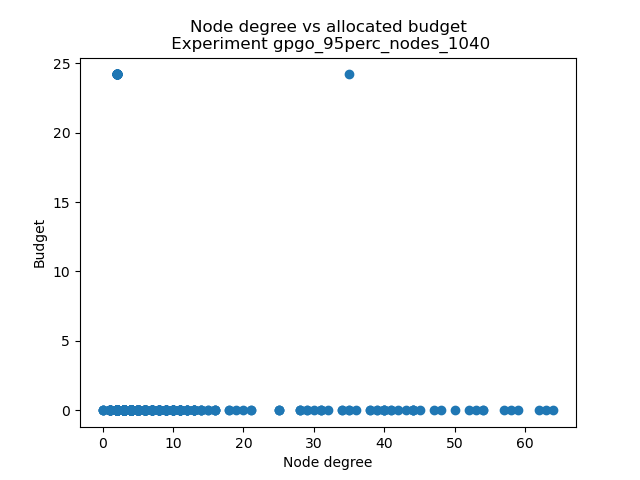 Node degree vs allocated budget
Experiment gpgo_95perc_nodes_1040
25
20
15
10
5
0
Budget
0 10 20 30 40 50 60
Node degree